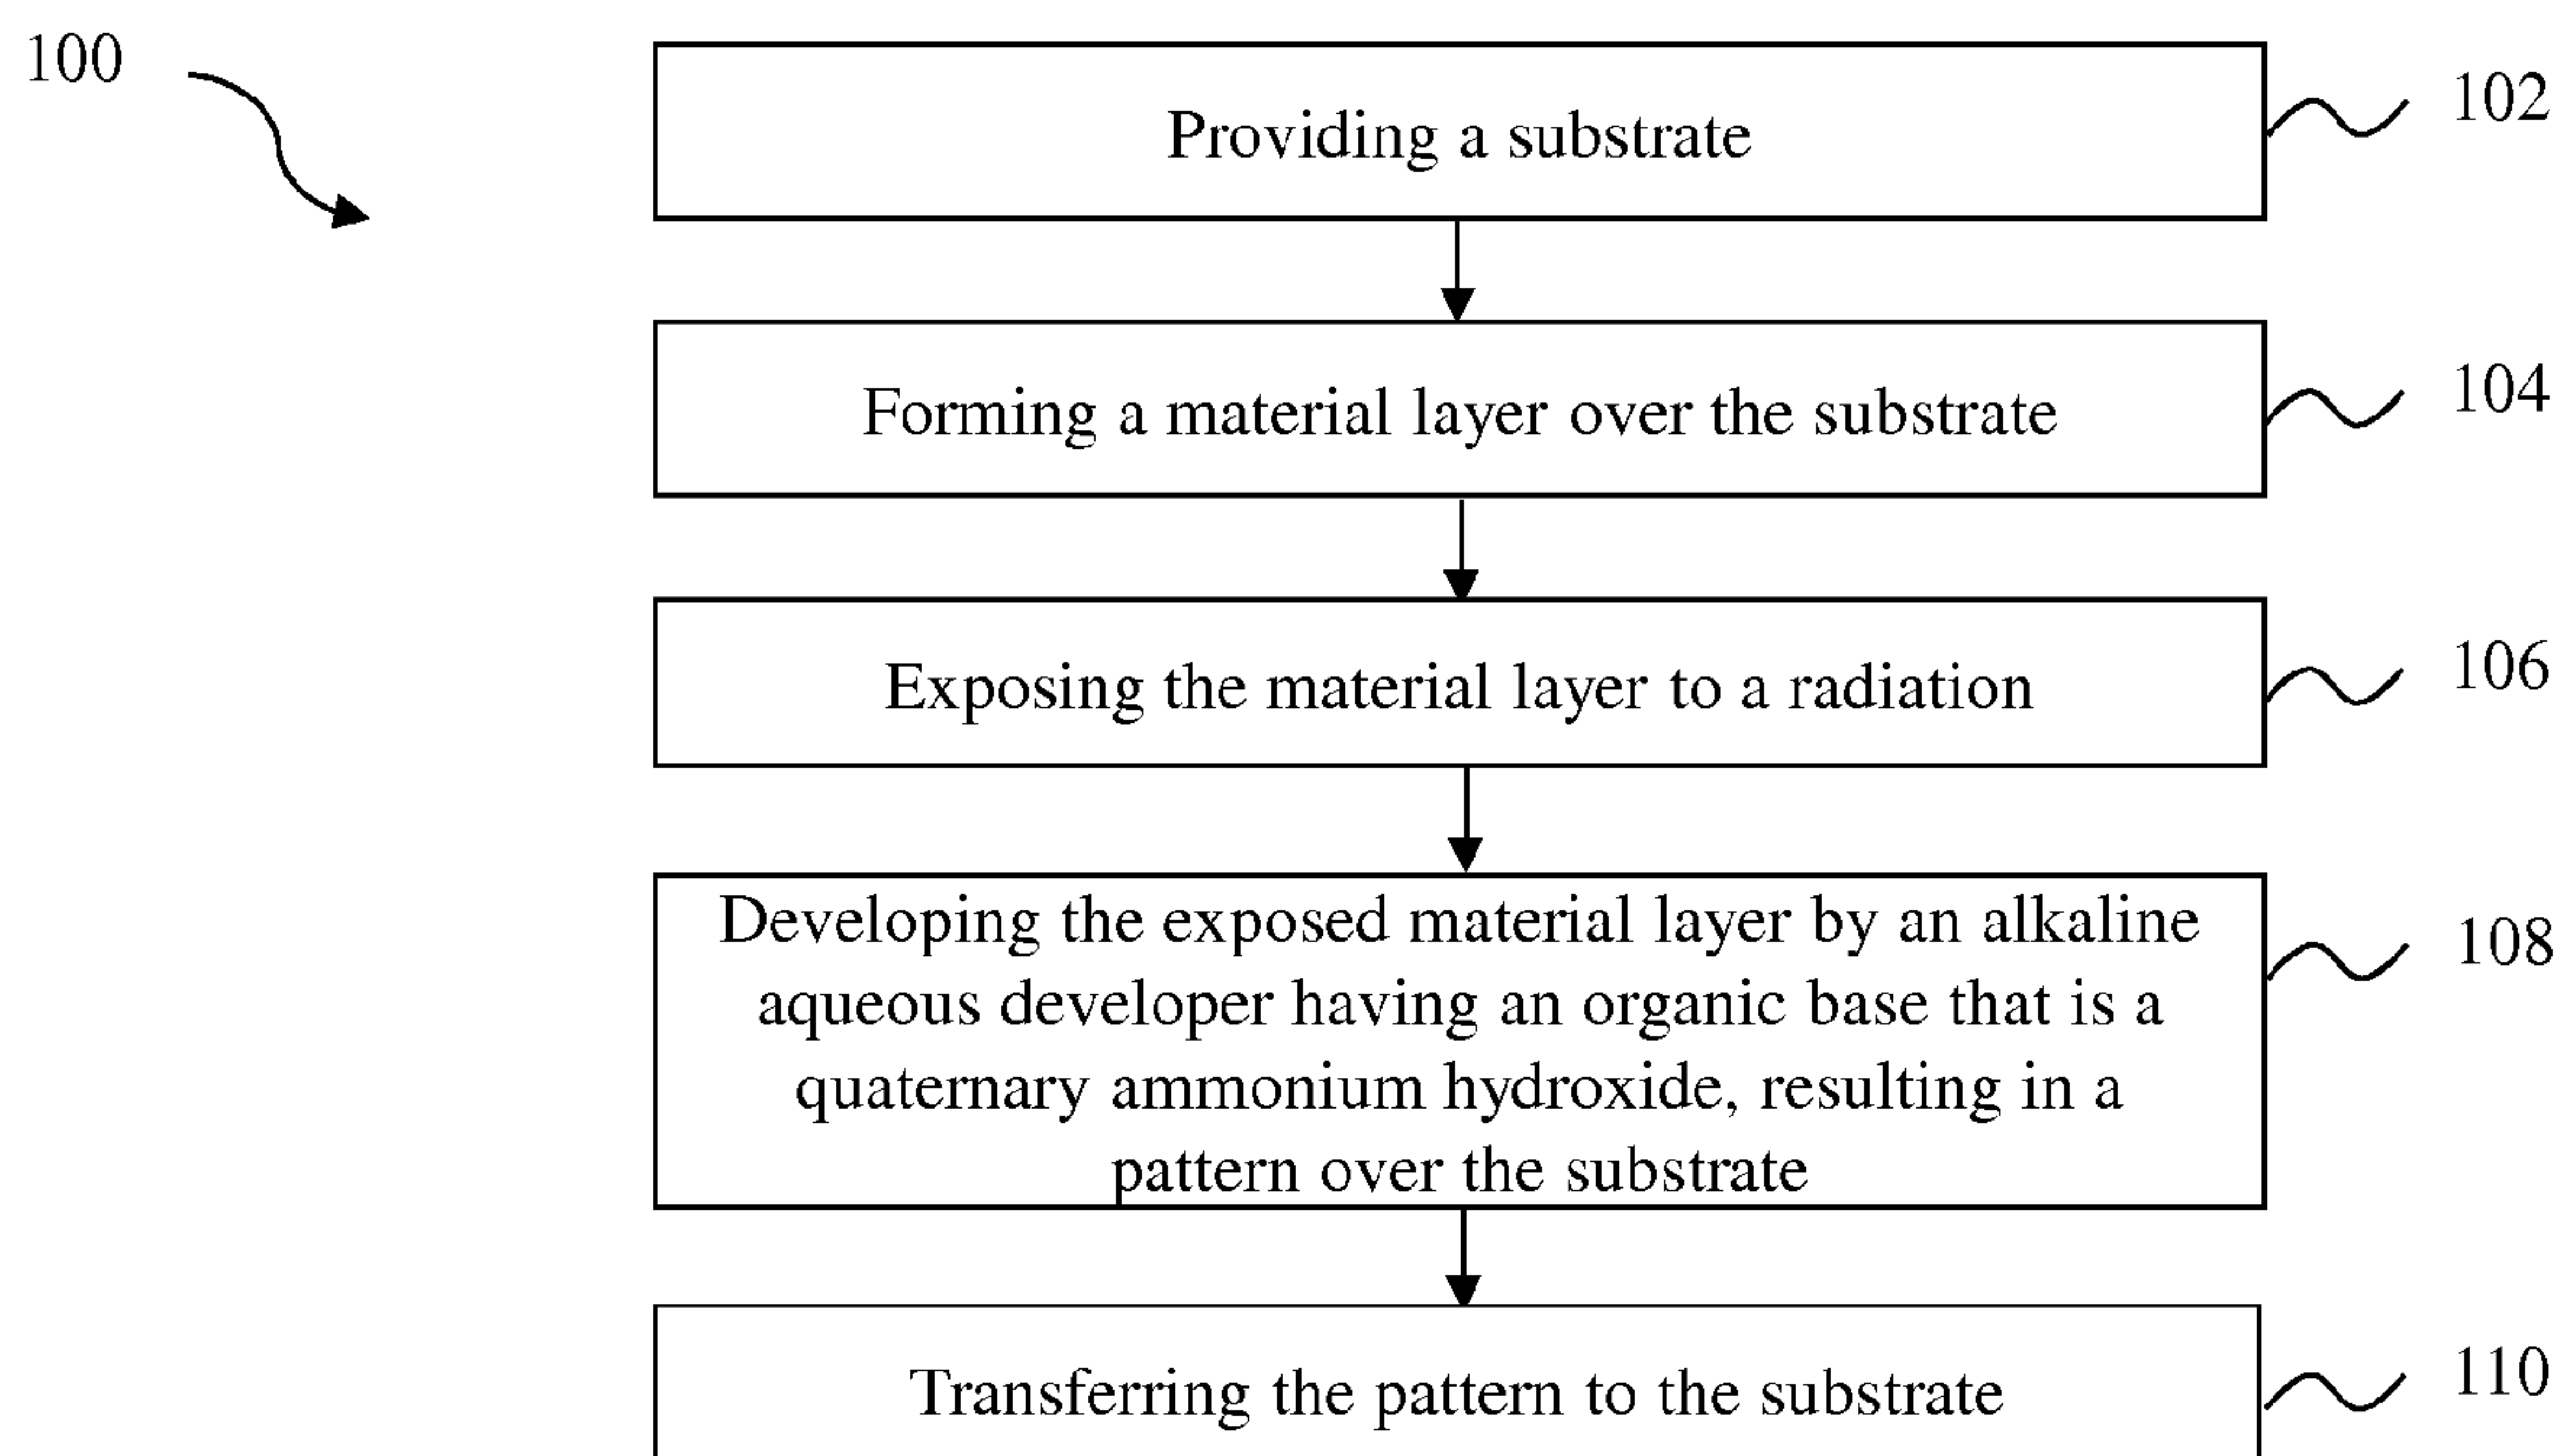 100
Providing a substrate
102
Forming a material layer over the substrate
104
Exposing the material layer to a radiation
106
Developing the exposed material layer by an alkaline
aqueous developer having an organic base that is a
quaternary ammonium hydroxide, resulting in a
pattern over the substrate
108
Transferring the pattern to the substrate
110